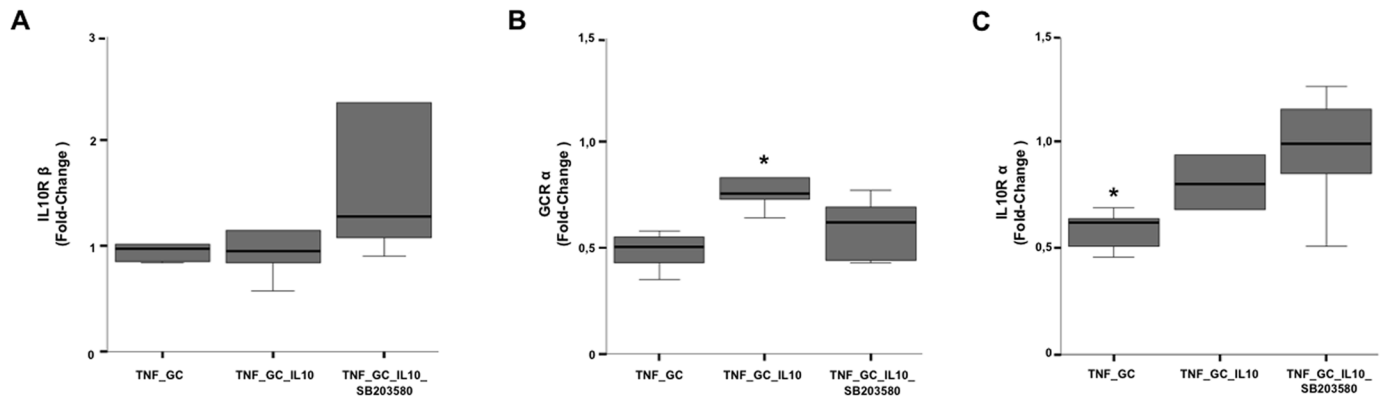 A
IL10R β
(Fold-Change )
3
2
1
0
TNF_GC
TNF_GC_IL10
TNF_GC_IL10_
SB203580
B
GCR α
(Fold-Change )
1,5
1,0
0,5
0
*
TNF_GC
TNF_GC_IL10
TNF_GC_IL10_
SB203580
C
IL10R α
(Fold-Change )
1,5
1,0
0,5
0
*
TNF_GC
TNF_GC_IL10
TNF_GC_IL10_
SB203580